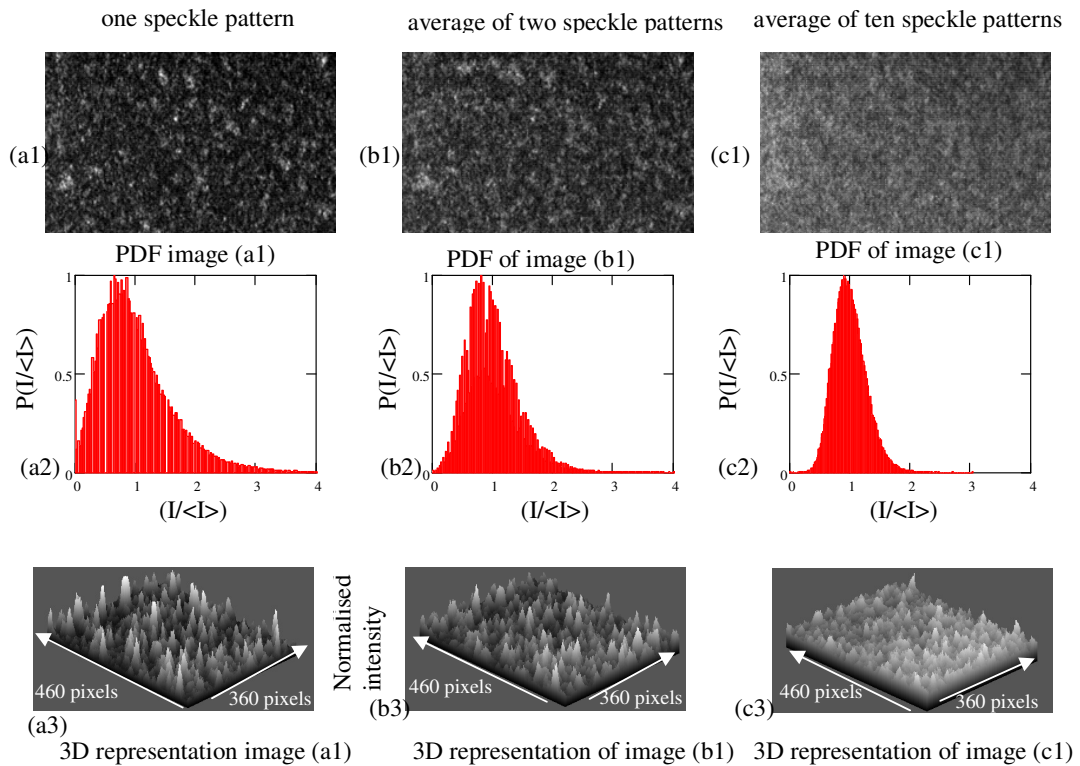 one speckle pattern
average of two speckle patterns
average of ten speckle patterns
(a1)
(b1)
(c1)
PDF image (a1)
PDF of image (b1)
PDF of image (c1)
P(I/<I>)
1
0.5
0
0 1 2 3 4
(a2)
(I/<I>)
P(I/<I>)
1
0.5
0
0 1 2 3 4
(b2)
(I/<I>)
P(I/<I>)
1
0.5
0
0 1 2 3 4
(c2)
(I/<I>)
460 pixels
360 pixels
(a3)
Normalised
intensity
460 pixels
360 pixels
(b3)
460 pixels
360 pixels
(c3)
3D representation image (a1)
3D representation of image (b1)
3D representation of image (c1)